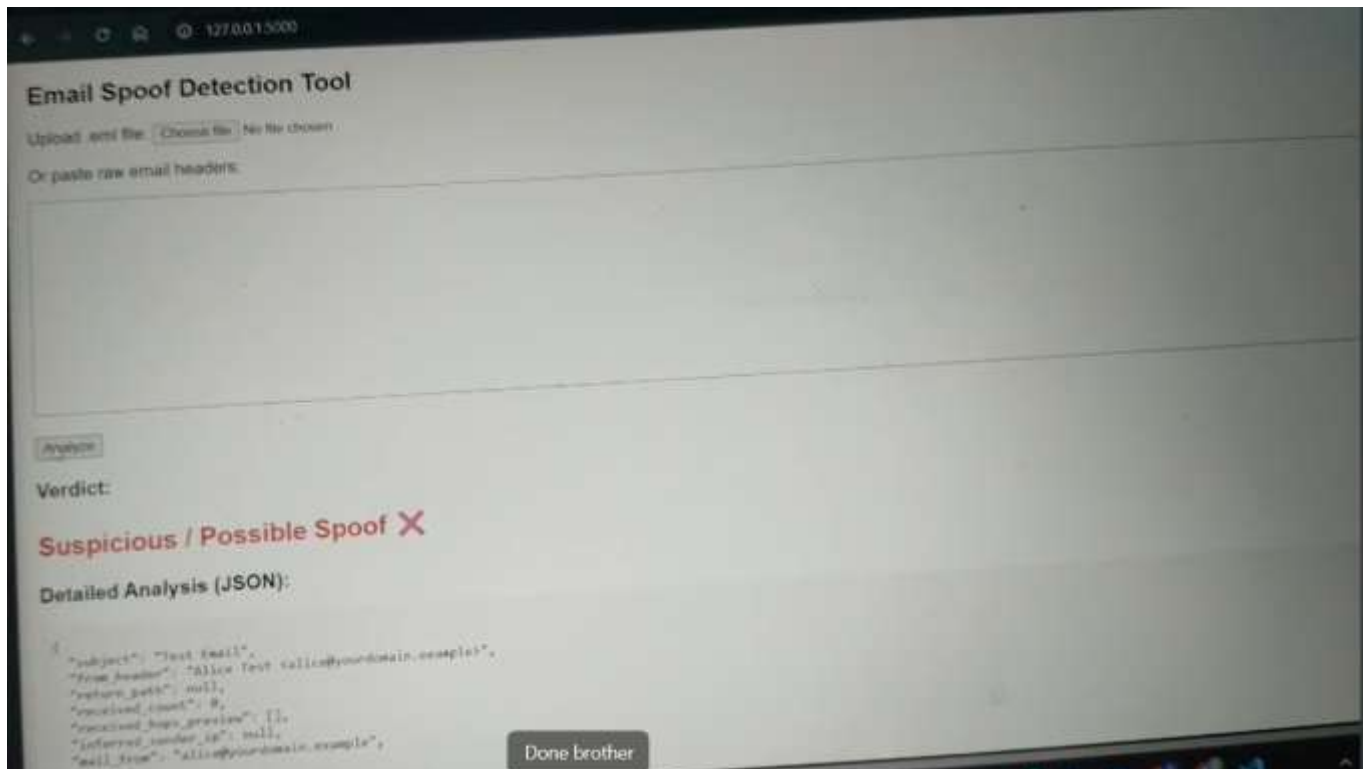 127.0.0.1:5000
Email Spoof Detection Tool
Upload .eml file: Choose file No file chosen
Or paste raw email headers:
Analyze
Verdict:
Suspicious / Possible Spoof ❌
Detailed Analysis (JSON):
{
"subject": "Test Email",
"from_header": "Alice Test <alice@yourdomain.example>",
"return_path": null,
"received_count": 0,
"received_hops_preview": [],
"inferred_sender_ip": null,
"mail_from": "alice@yourdomain.example",
Done brother